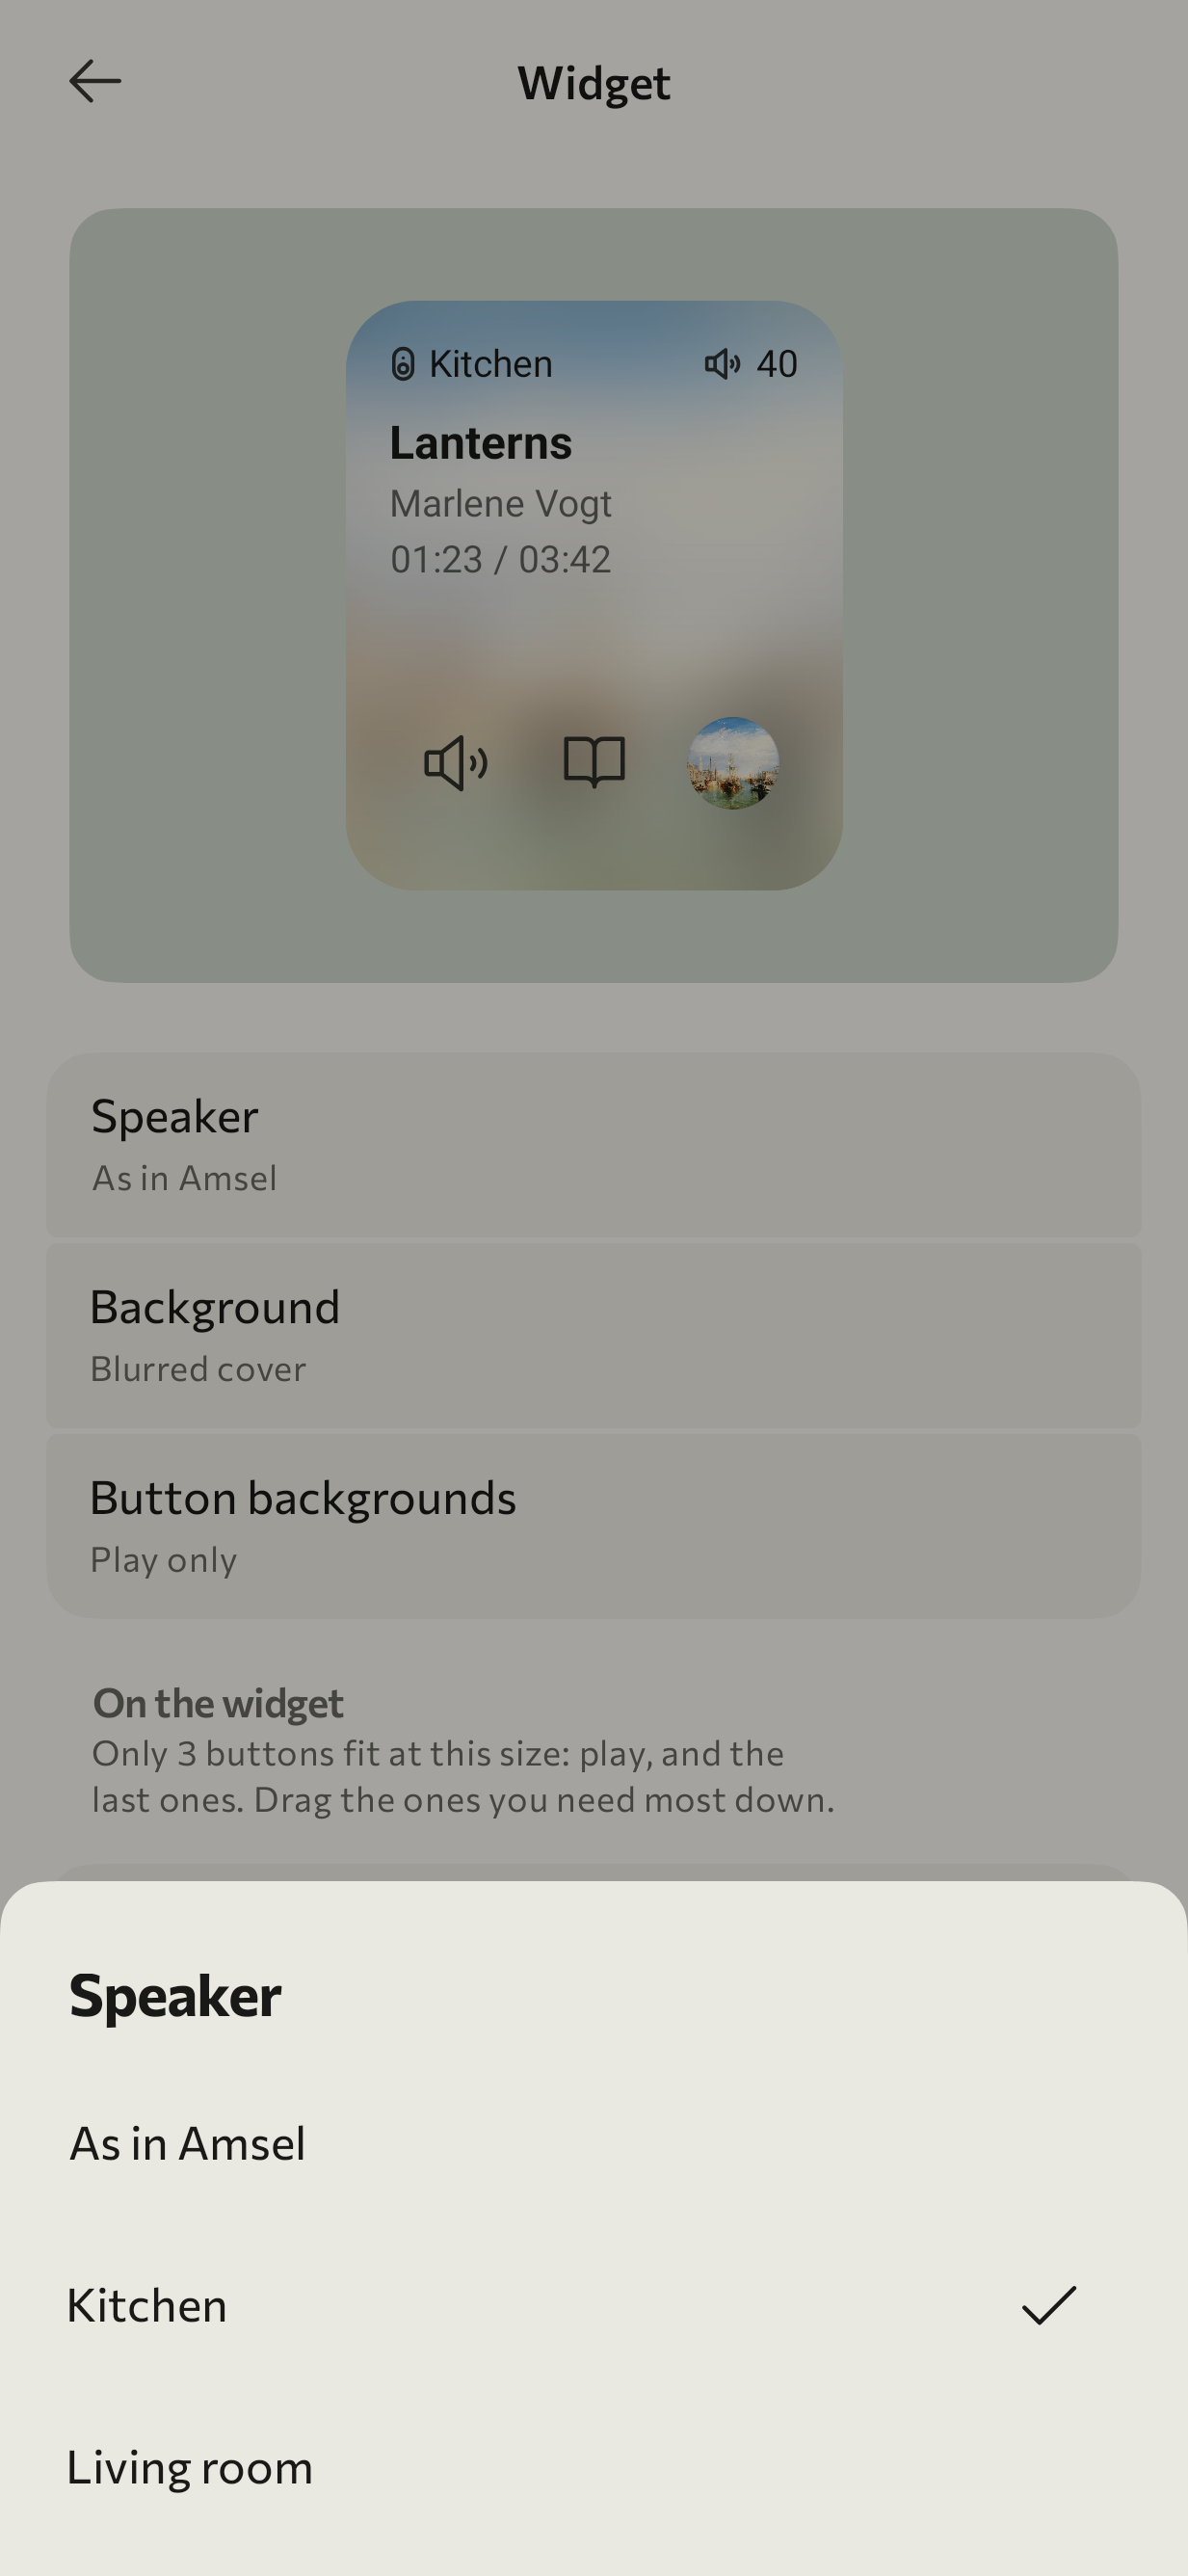 Widget
Kitchen 40
Lanterns
Marlene Vogt
01:23 / 03:42
Speaker
As in Amsel
Background
Blurred cover
Button backgrounds
Play only
On the widget
Only 3 buttons fit at this size: play, and the
last ones. Drag the ones you need most down.
Speaker
As in Amsel
Kitchen
Living room